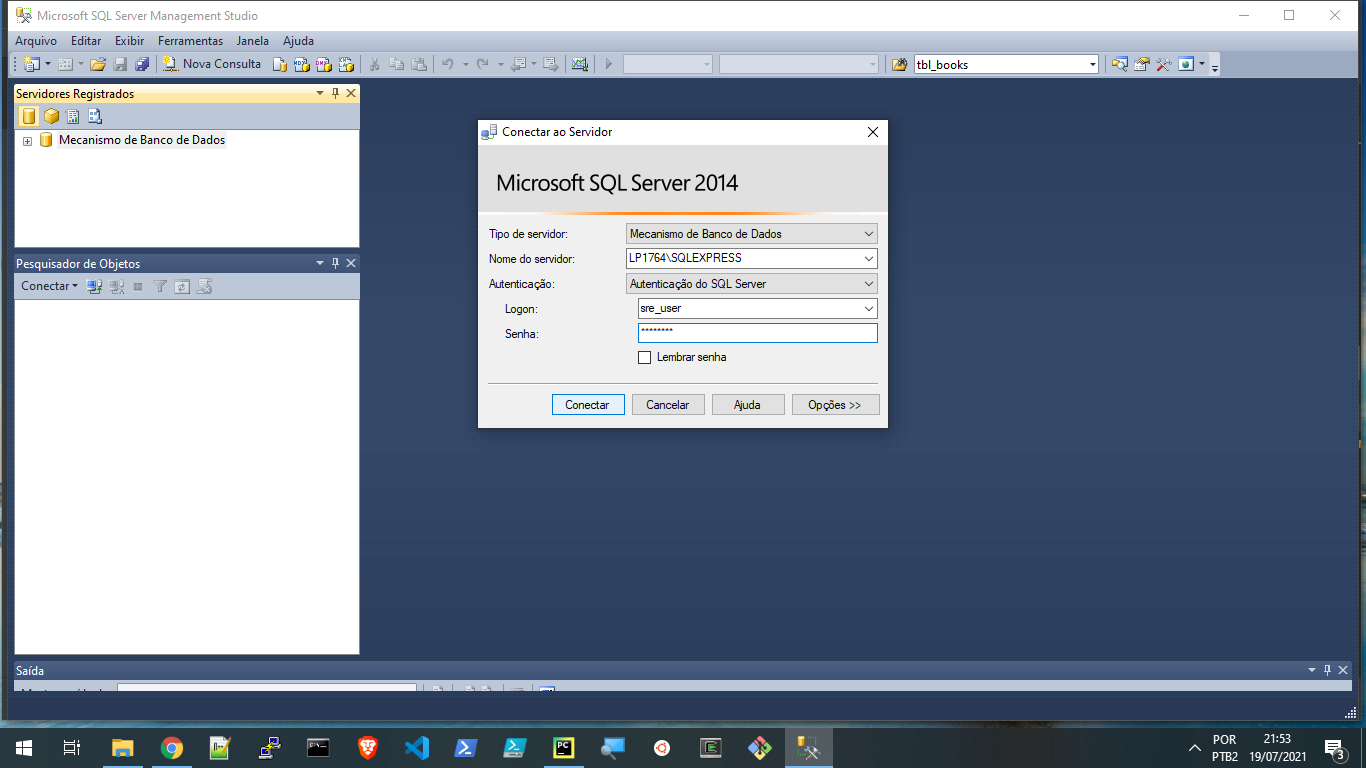 Microsoft SQL Server Management Studio
Arquivo Editar Exibir Ferramentas Janela Ajuda
Nova Consulta
tbl_books
Servidores Registrados
Mecanismo de Banco de Dados
Conectar ao Servidor
Microsoft SQL Server 2014
Tipo de servidor: Mecanismo de Banco de Dados
Nome do servidor: LP1764\SQLEXPRESS
Autenticação: Autenticação do SQL Server
Logon: sre_user
Senha: ********
Lembrar senha
Conectar Cancelar Ajuda Opções >>
Pesquisador de Objetos
Conectar
Saída
POR
PTB2
21:53
19/07/2021
3